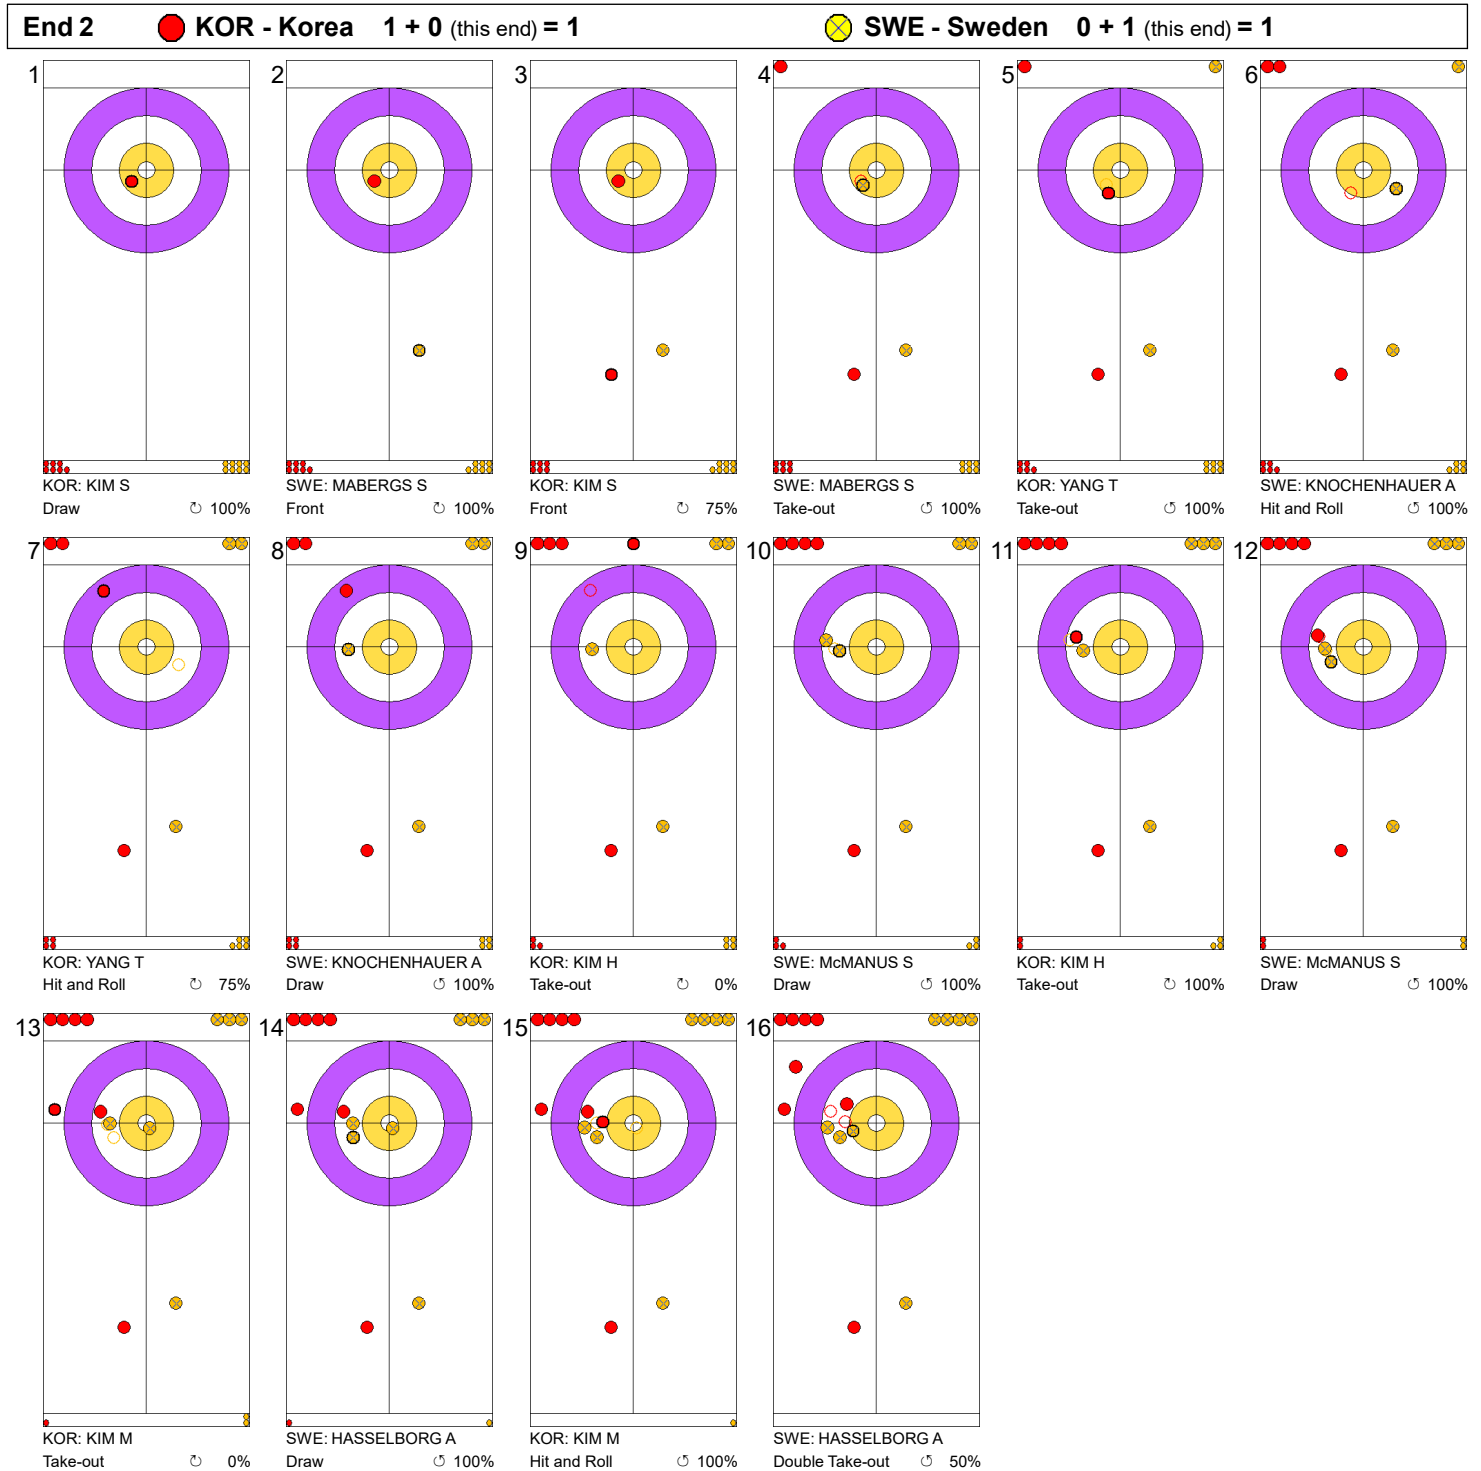 End 2 KOR - Korea 1 + 0 (this end) = 1 SWE - Sweden 0 + 1 (this end) = 1
1 2 3 4 5 6
KOR: KIM S SWE: MABERGS S KOR: KIM S SWE: MABERGS S KOR: YANG T SWE: KNOCHENHAUER A
Draw ↻ 100% Front ↻ 100% Front ↻ 75% Take-out ↺ 100% Take-out ↻ 100% Hit and Roll ↻ 100%
7 8 9 10 11 12
KOR: YANG T SWE: KNOCHENHAUER A KOR: KIM H SWE: McMANUS S KOR: KIM H SWE: McMANUS S
Hit and Roll ↻ 75% Draw ↺ 100% Take-out ↻ 0% Draw ↺ 100% Take-out ↺ 100% Draw ↺ 100%
13 14 15 16
KOR: KIM M SWE: HASSELBORG A KOR: KIM M SWE: HASSELBORG A
Take-out ↻ 0% Draw ↺ 100% Hit and Roll ↺ 100% Double Take-out ↺ 50%